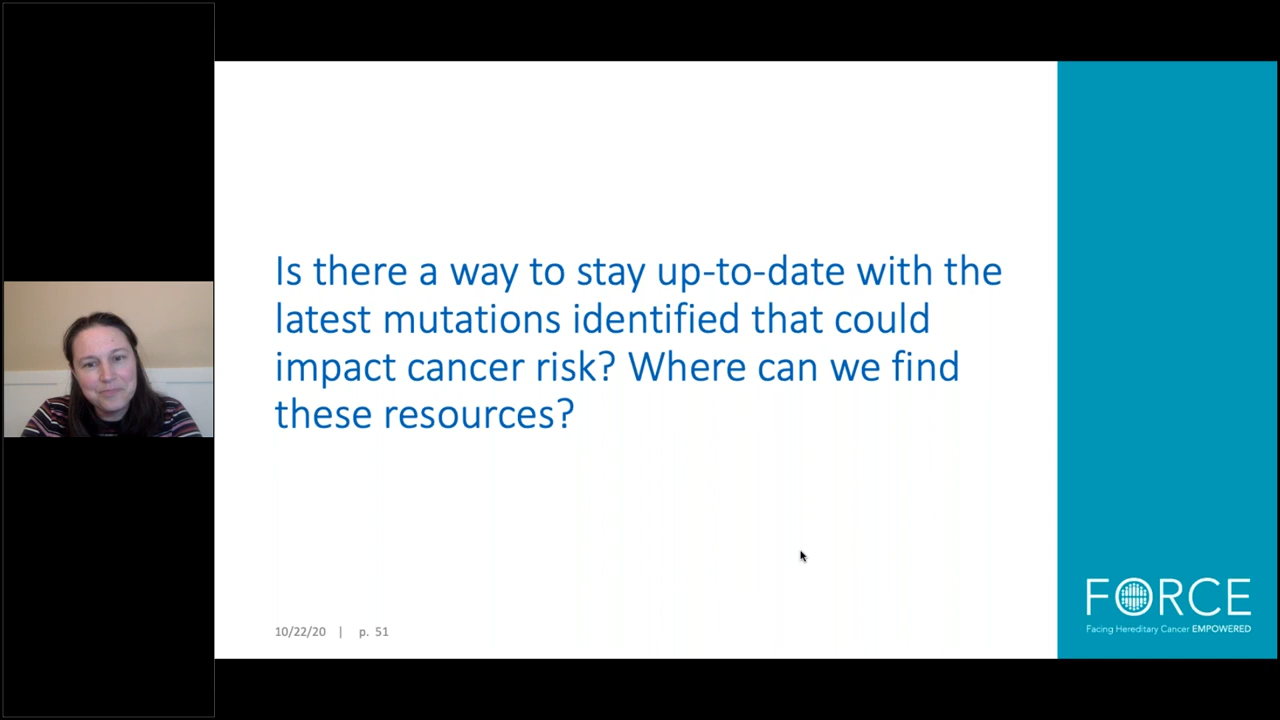 Is there a way to stay up-to-date with the
latest mutations identified that could
impact cancer risk? Where can we find
these resources?
10/22/20 | p. 51
FORCE
Facing Hereditary Cancer EMPOWERED